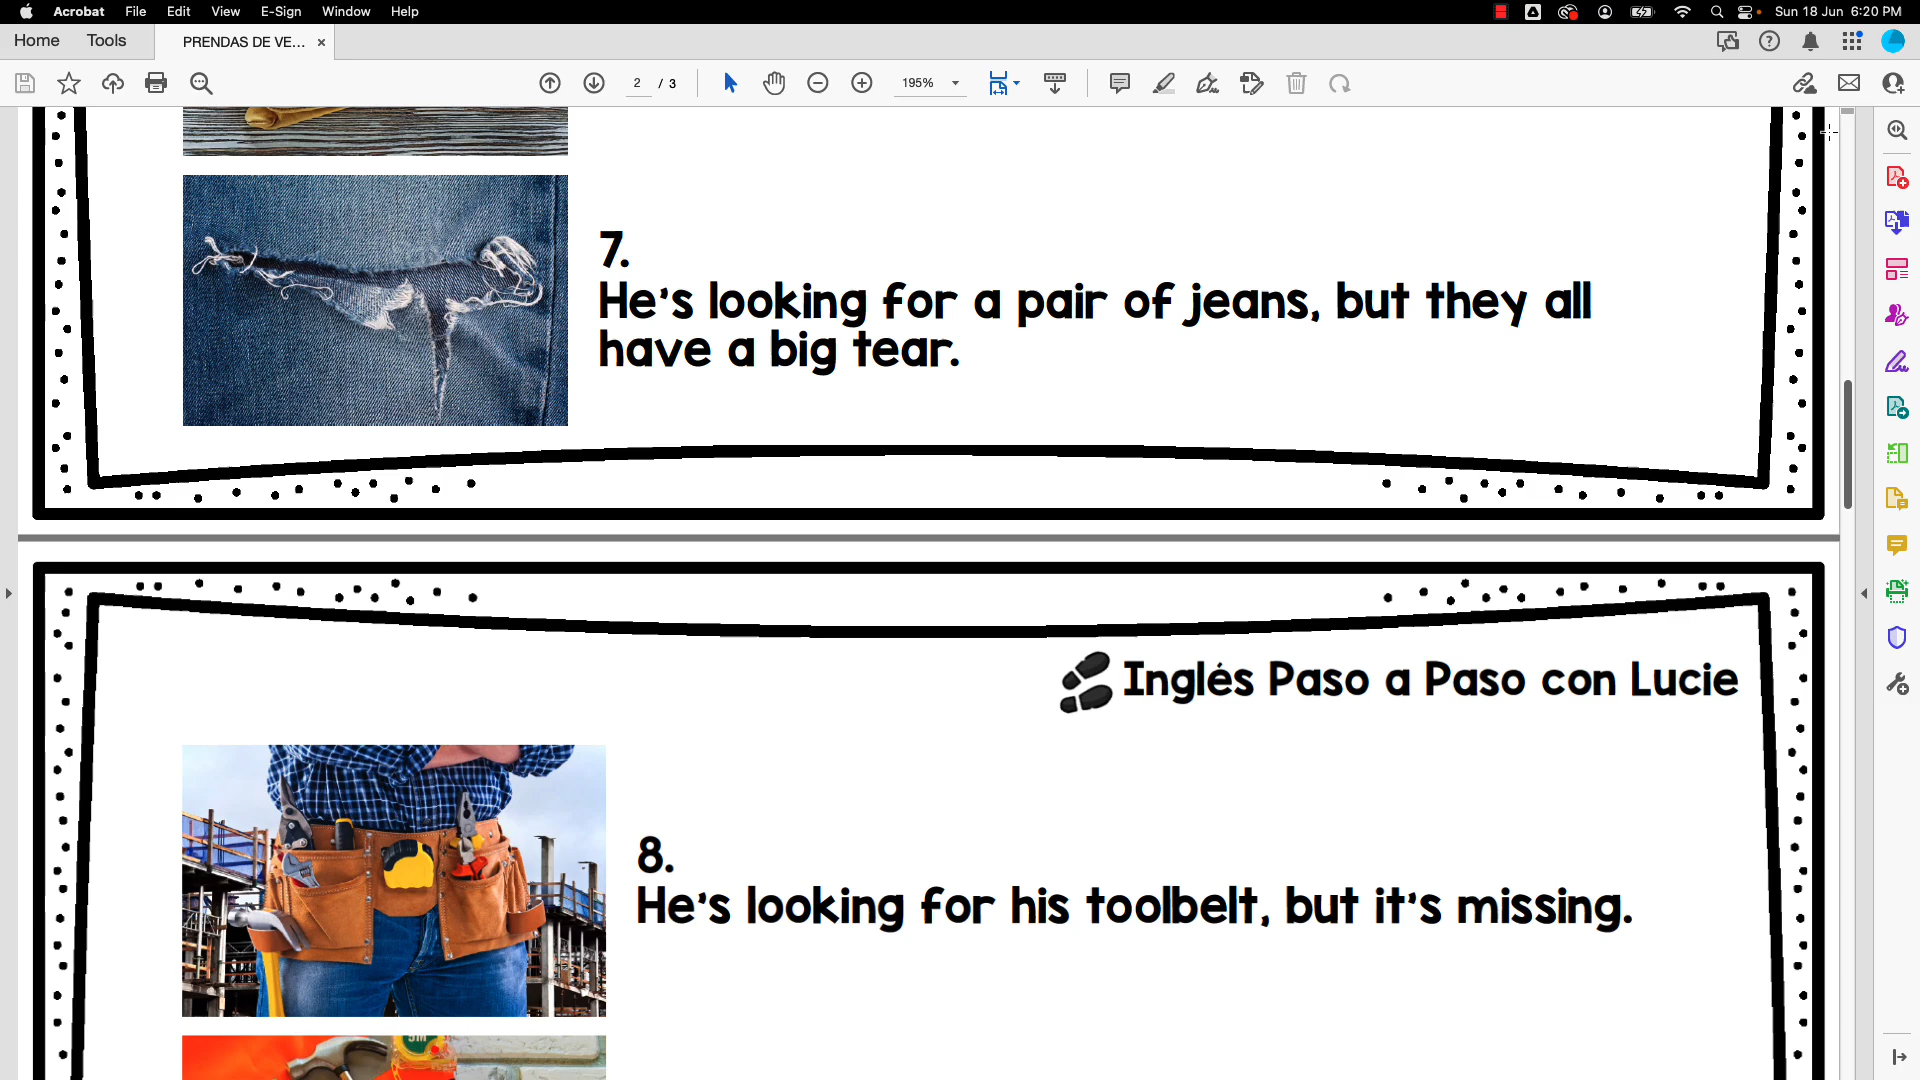 Acrobat File Edit View E-Sign Window Help
Sun 18 Jun 6:20 PM
Home Tools PRENDAS DE VE... ×
2 / 3
195%
7.
He's looking for a pair of jeans, but they all
have a big tear.
Inglés Paso a Paso con Lucie
8.
He's looking for his toolbelt, but it's missing.
5M